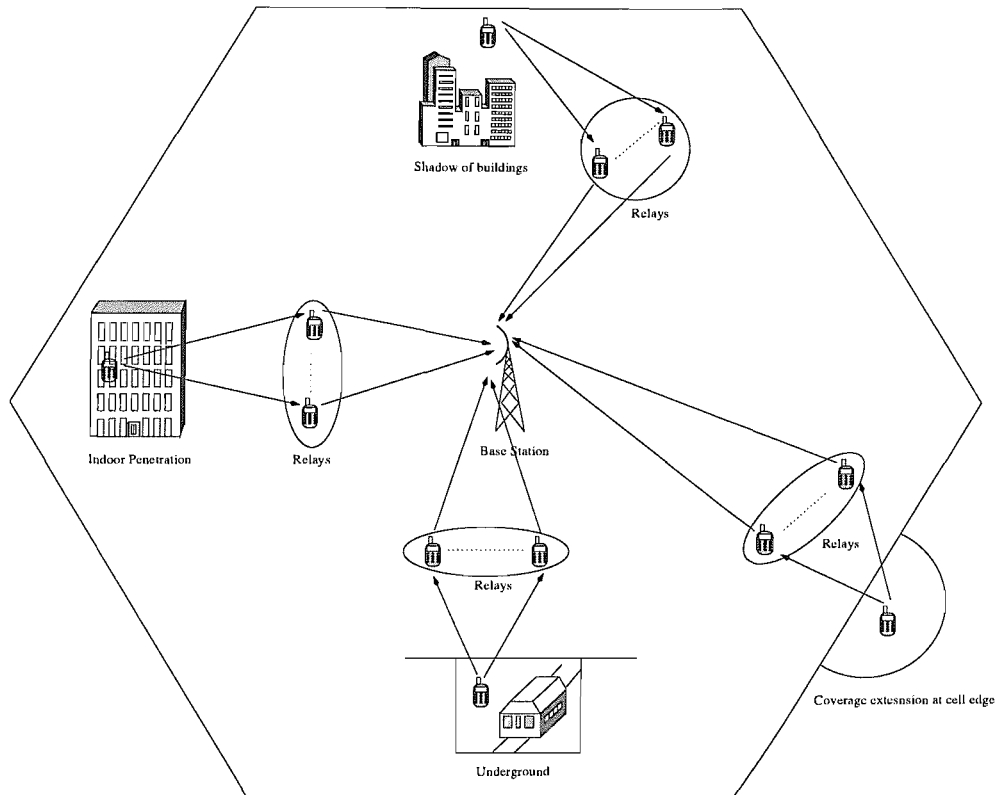 Shadow of buildings
Relays
Indoor Penetration
Relays
Base Station
Relays
Relays
Coverage extesnsion at cell edge
Underground